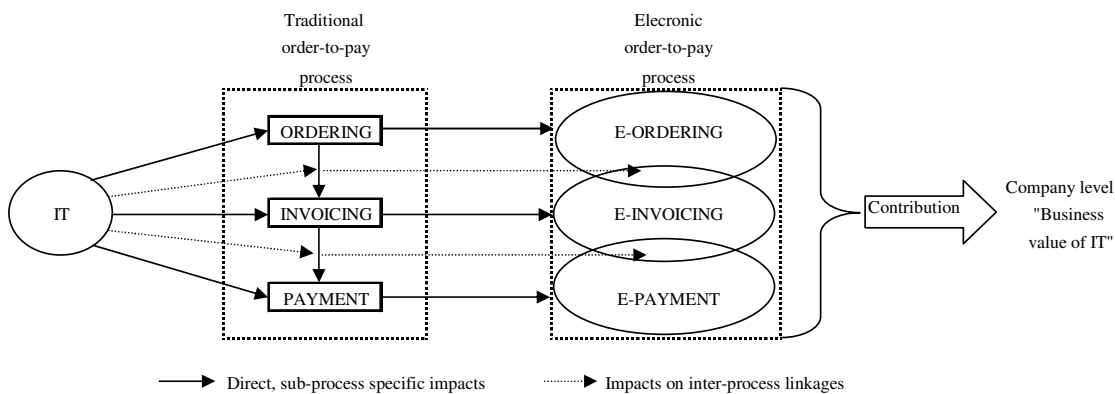 Traditional
order-to-pay
process
Elecronic
order-to-pay
process
ORDERING
E-ORDERING
IT
INVOICING
E-INVOICING
PAYMENT
E-PAYMENT
Contribution
Company level
"Business
value of IT"
Direct, sub-process specific impacts
Impacts on inter-process linkages